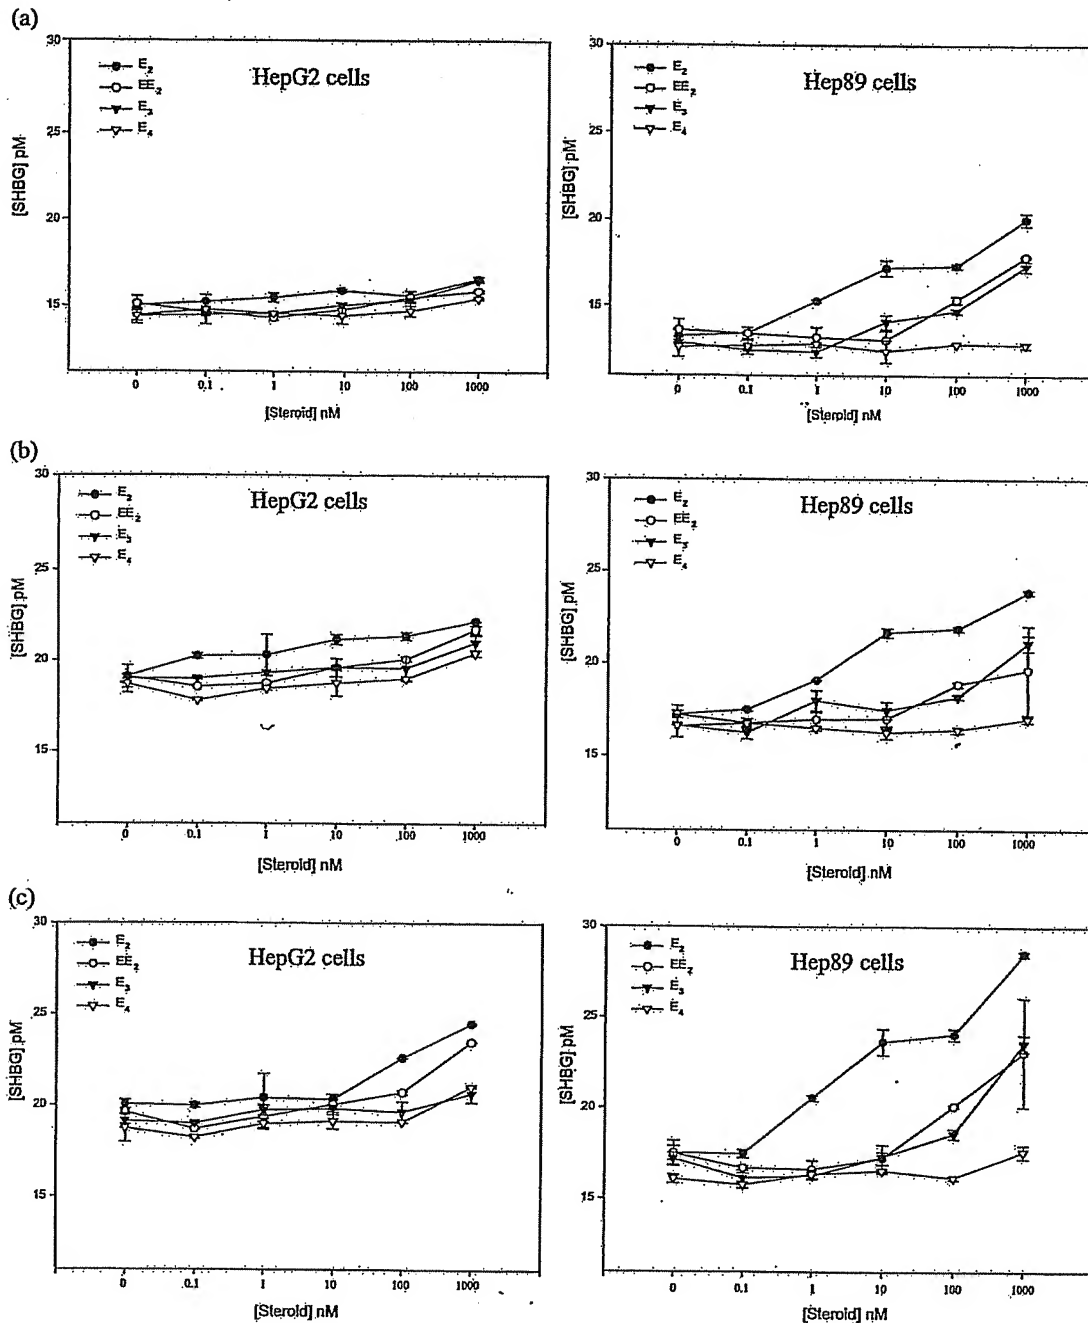 (a)
HepG2 cells
E2
EE2
E3
E4
[SHBG] pM
30
25
20
15
0 0.1 1 10 100 1000
[Steroid] nM
Hep89 cells
E2
EE2
E3
E4
[SHBG] pM
30
25
20
15
0 0.1 1 10 100 1000
[Steroid] nM
(b)
HepG2 cells
E2
EE2
E3
E4
[SHBG] pM
30
25
20
15
0 0.1 1 10 100 1000
[Steroid] nM
Hep89 cells
E2
EE2
E3
E4
[SHBG] pM
30
25
20
15
0 0.1 1 10 100 1000
[Steroid] nM
(c)
HepG2 cells
E2
EE2
E3
E4
[SHBG] pM
30
25
20
15
0 0.1 1 10 100 1000
[Steroid] nM
Hep89 cells
E2
EE2
E3
E4
[SHBG] pM
30
25
20
15
0 0.1 1 10 100 1000
[Steroid] nM